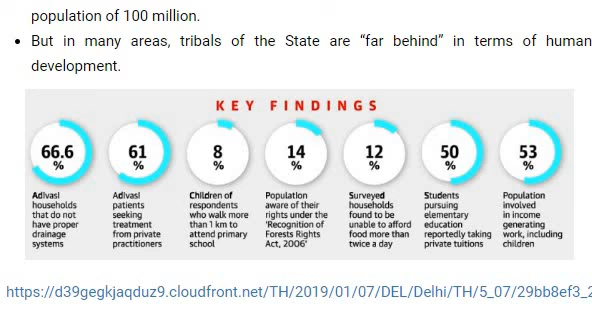 population of 100 million.
• But in many areas, tribals of the State are “far behind” in terms of human
development.
KEY FINDINGS
66.6
%
Adivasi
households
that do not
have proper
drainage
systems
61
%
Adivasi
patients
seeking
treatment
from private
practitioners
8
%
Children of
respondents
who walk more
than 1 km to
attend primary
school
14
%
Population
aware of their
rights under the
'Recognition of
Forests Rights
Act, 2006'
12
%
Surveyed
households
found to be
unable to afford
food more than
twice a day
50
%
Students
pursuing
elementary
education
reportedly taking
private tuitions
53
%
Population
involved
in income
generating
work, including
children
https://d39gegkjaqduz9.cloudfront.net/TH/2019/01/07/DEL/Delhi/TH/5_07/29bb8ef3_2